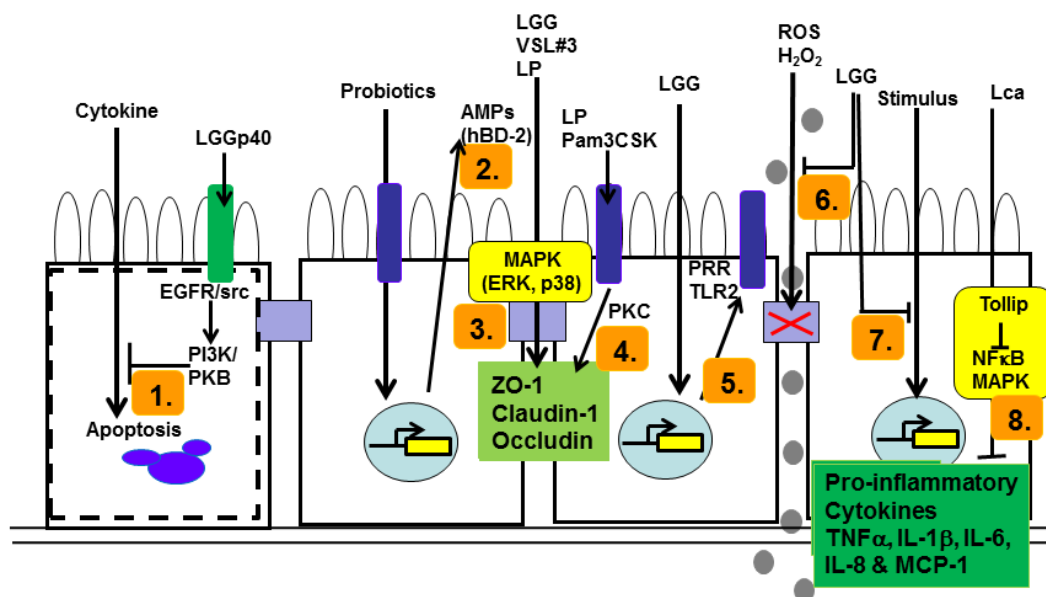 Cytokine
LGGp40
EGFR/src
PI3K/
PKB
1.
Apoptosis
Probiotics
AMPs
(hBD-2)
2.
LGG
VSL#3
LP
MAPK
(ERK, p38)
3.
ZO-1
Claudin-1
Occludin
LP
Pam3CSK
PKC
4.
LGG
PRR
TLR2
5.
ROS
H₂O₂
LGG
6.
Stimulus
7.
Lca
Tollip
NFκB
MAPK
8.
Pro-inflammatory
Cytokines
TNFα, IL-1β, IL-6,
IL-8 & MCP-1